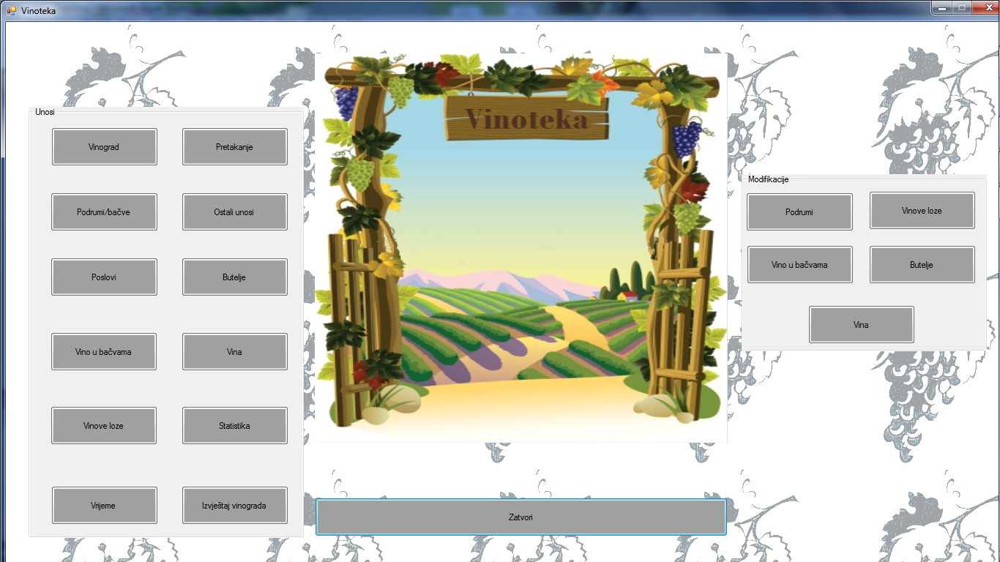 Vinoteka
Unosi
Vinograd
Pretakanje
Podrumi/bačve
Ostali unosi
Poslovi
Butelje
Vino u bačvama
Vina
Vinove loze
Statistika
Vrijeme
Izvještaj vinograda
Vinoteka
Zatvori
Modifikacije
Podrumi
Vinove loze
Vino u bačvama
Butelje
Vina